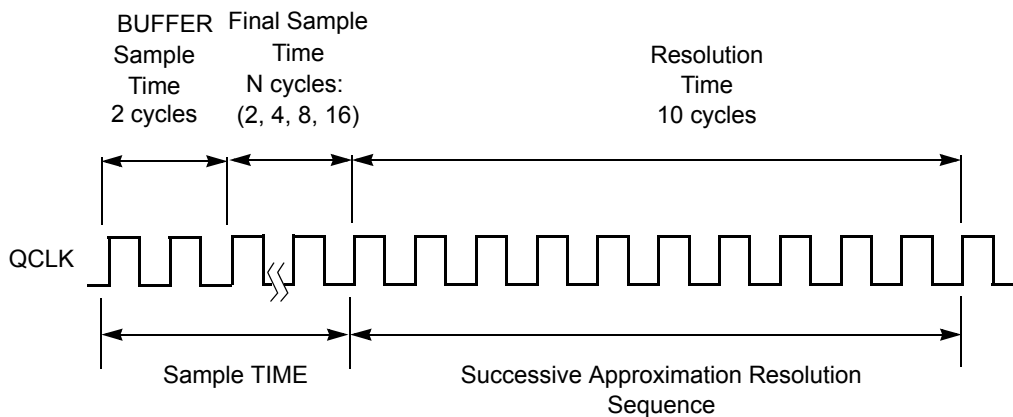 BUFFER
Sample
Time
2 cycles
Final Sample
Time
N cycles:
(2, 4, 8, 16)
Resolution
Time
10 cycles
QCLK
Sample TIME
Successive Approximation Resolution
Sequence